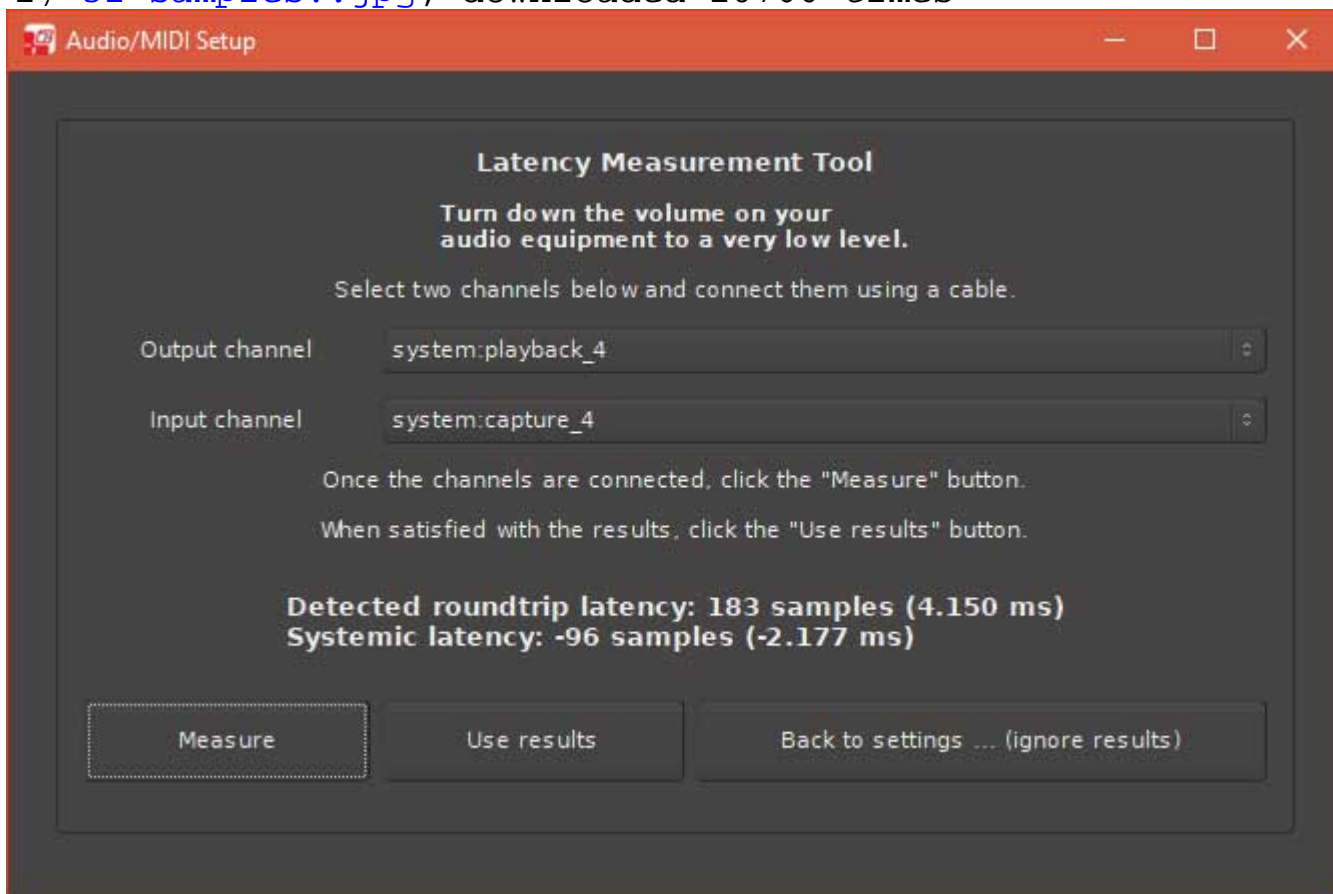 Audio/MIDI Setup
Latency Measurement Tool
Turn down the volume on your
audio equipment to a very low level.
Select two channels below and connect them using a cable.
Output channel system:playback_4
Input channel system:capture_4
Once the channels are connected, click the "Measure" button.
When satisfied with the results, click the "Use results" button.
Detected roundtrip latency: 183 samples (4.150 ms)
Systemic latency: -96 samples (-2.177 ms)
Measure Use results Back to settings ... (ignore results)